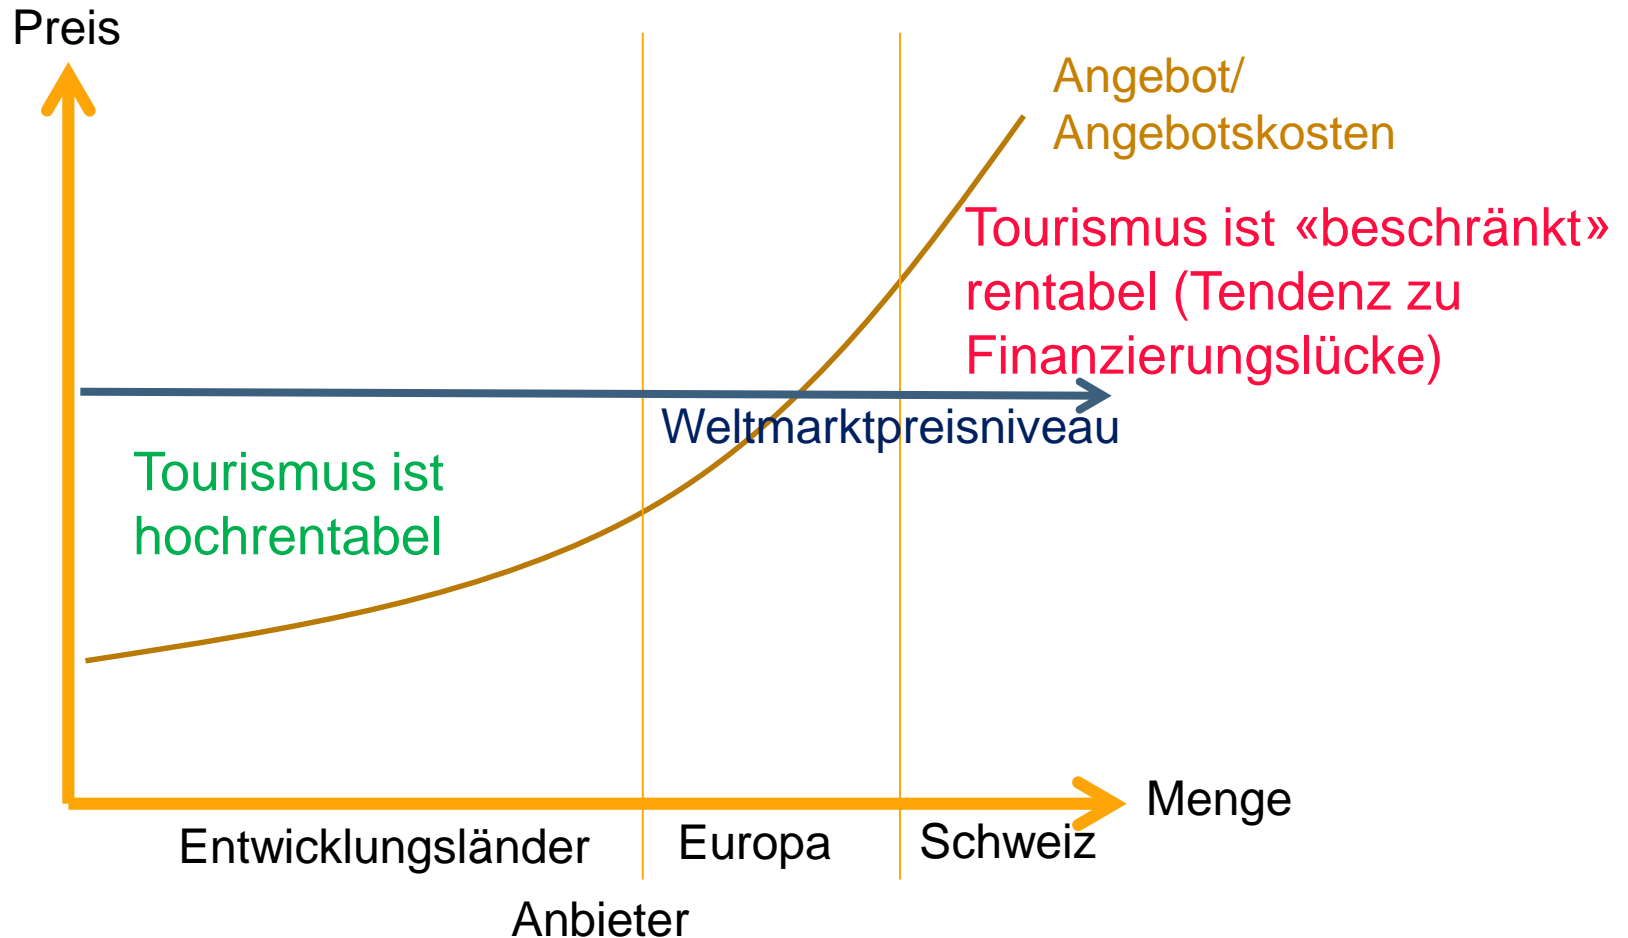 Preis
Angebot/
Angebotskosten
Tourismus ist «beschränkt»
rentabel (Tendenz zu
Finanzierungslücke)
Weltmarktpreisniveau
Tourismus ist
hochrentabel
Menge
Entwicklungsländer
Europa
Schweiz
Anbieter